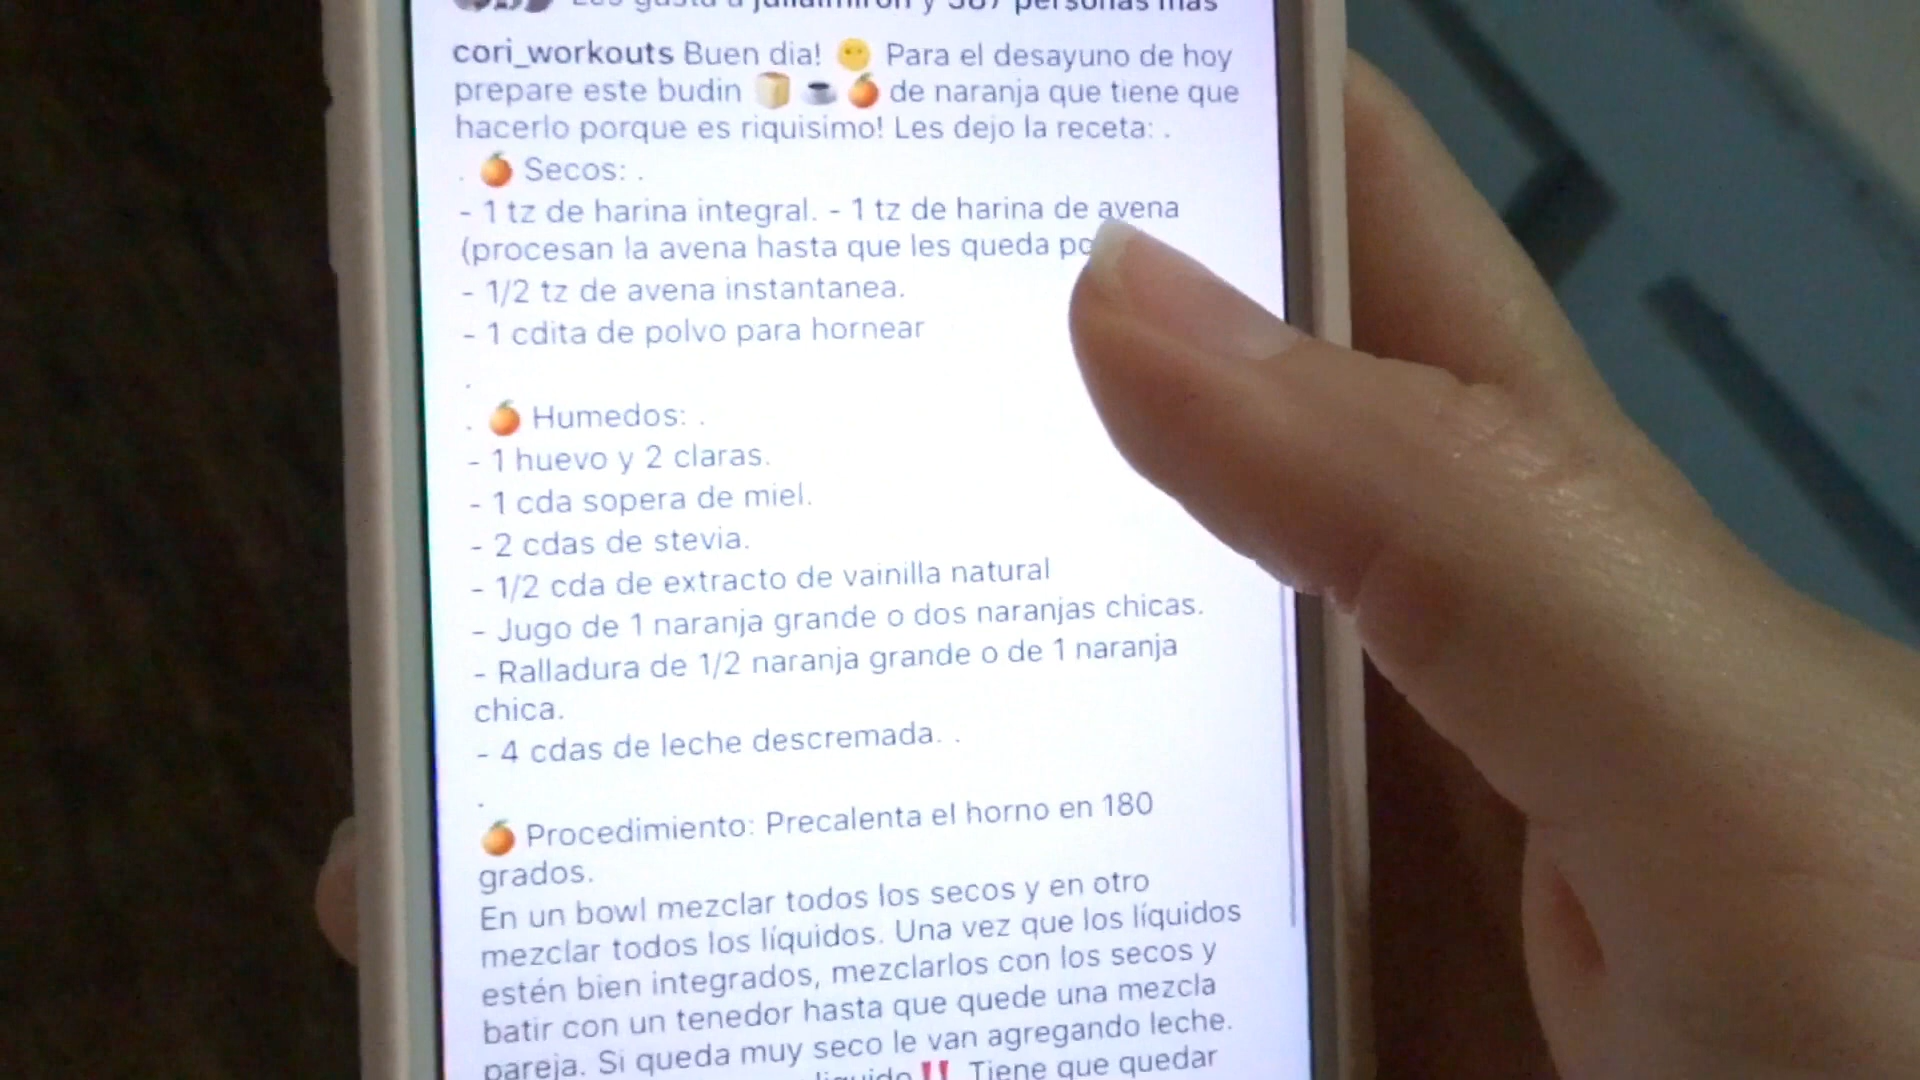 Les gusta a juliaimiron y 387 personas más
cori_workouts Buen dia! 😶 Para el desayuno de hoy
prepare este budin 🍞 ☕ 🍊 de naranja que tiene que
hacerlo porque es riquisimo! Les dejo la receta: .
. 🍊 Secos: .
- 1 tz de harina integral. - 1 tz de harina de avena
(procesan la avena hasta que les queda
- 1/2 tz de avena instantanea.
- 1 cdita de polvo para hornear
.
. 🍊 Humedos: .
- 1 huevo y 2 claras.
- 1 cda sopera de miel.
- 2 cdas de stevia.
- 1/2 cda de extracto de vainilla natural
- Jugo de 1 naranja grande o dos naranjas chicas.
- Ralladura de 1/2 naranja grande o de 1 naranja
chica.
- 4 cdas de leche descremada. .
.
🍊 Procedimiento: Precalenta el horno en 180
grados.
En un bowl mezclar todos los secos y en otro
mezclar todos los líquidos. Una vez que los líquidos
estén bien integrados, mezclarlos con los secos y
batir con un tenedor hasta que quede una mezcla
pareja. Si queda muy seco le van agregando leche.
liquido‼️ Tiene que quedar